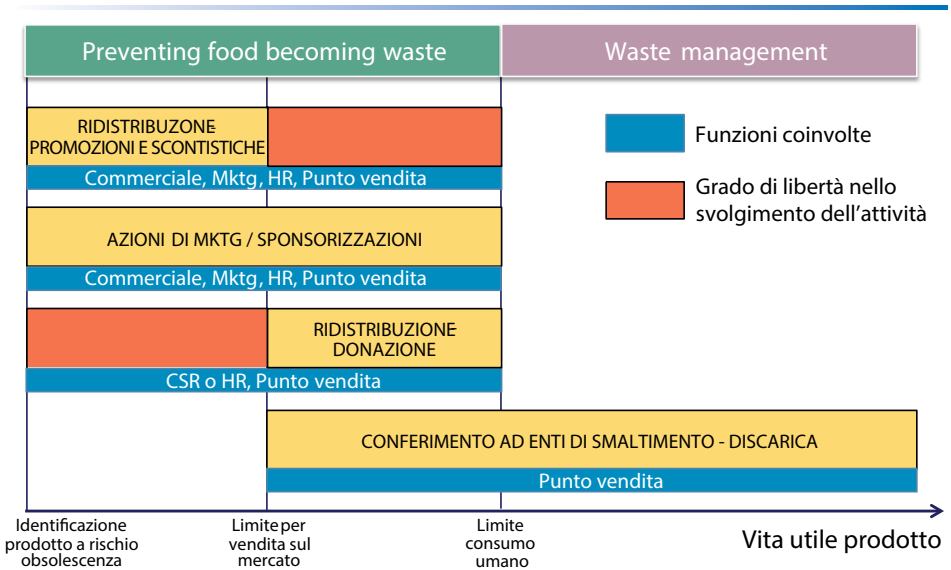 Preventing food becoming waste
Waste management
RIDISTRIBUZONE
PROMOZIONI E SCONTISTICHE
Commerciale, Mktg, HR, Punto vendita
Funzioni coinvolte
Grado di libertà nello
svolgimento dell'attività
AZIONI DI MKTG / SPONSORIZZAZIONI
Commerciale, Mktg, HR, Punto vendita
RIDISTRIBUZIONE
DONAZIONE
CSR o HR, Punto vendita
CONFERIMENTO AD ENTI DI SMALTIMENTO - DISCARICA
Punto vendita
Identificazione
prodotto a rischio
obsolescenza
Limite per
vendita sul
mercato
Limite
consumo
umano
Vita utile prodotto